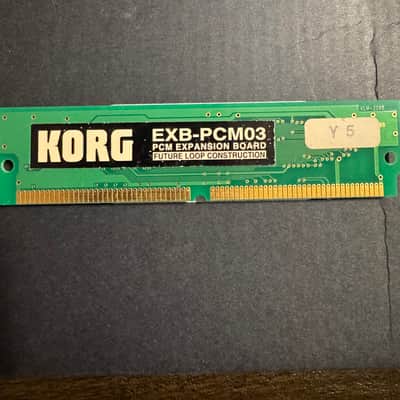 KORG
EXB-PCM03
PCM EXPANSION BOARD
FUTURE LOOP CONSTRUCTION
Y 5